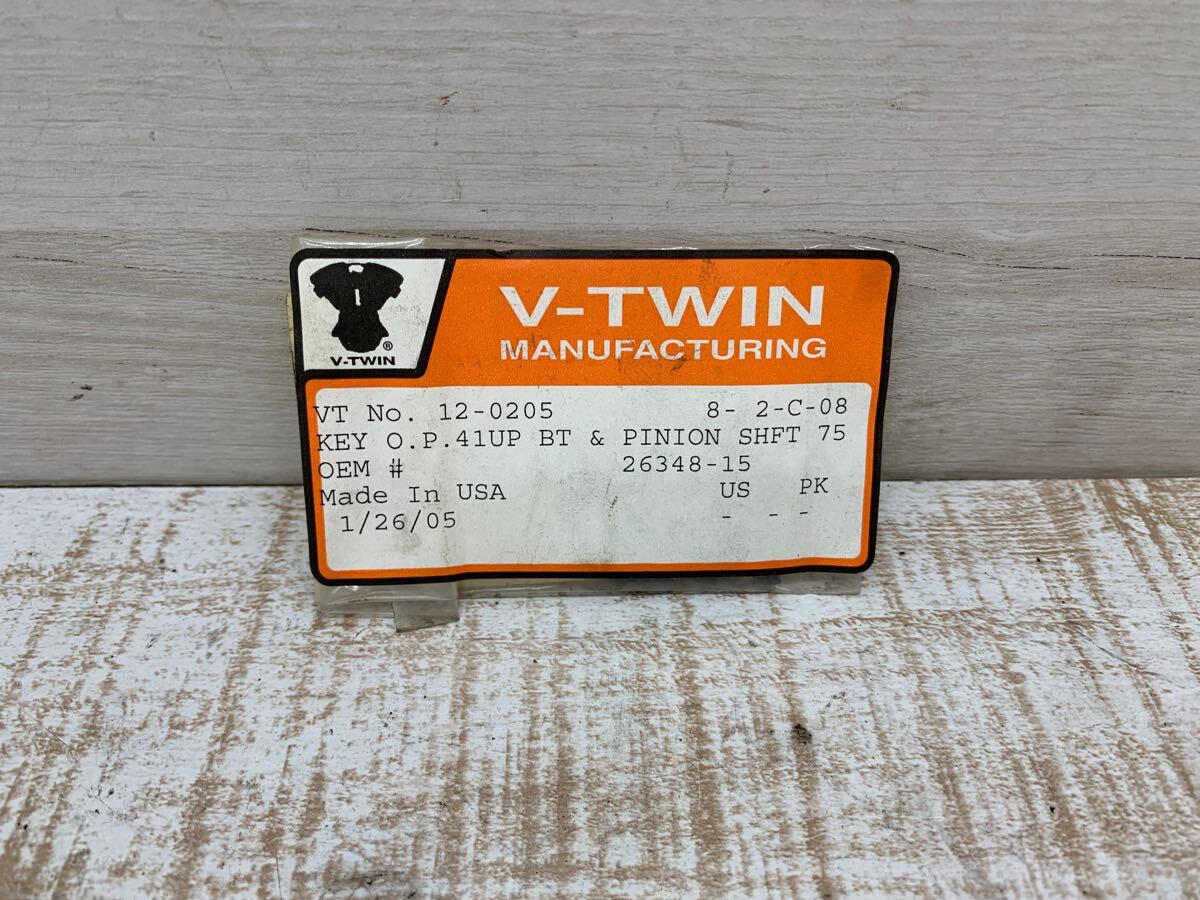 V-TWIN
MANUFACTURING
®
V-TWIN
VT No. 12-0205 8- 2-C-08
KEY O.P.41UP BT & PINION SHFT 75
OEM # 26348-15
Made In USA US PK
1/26/05 - - -